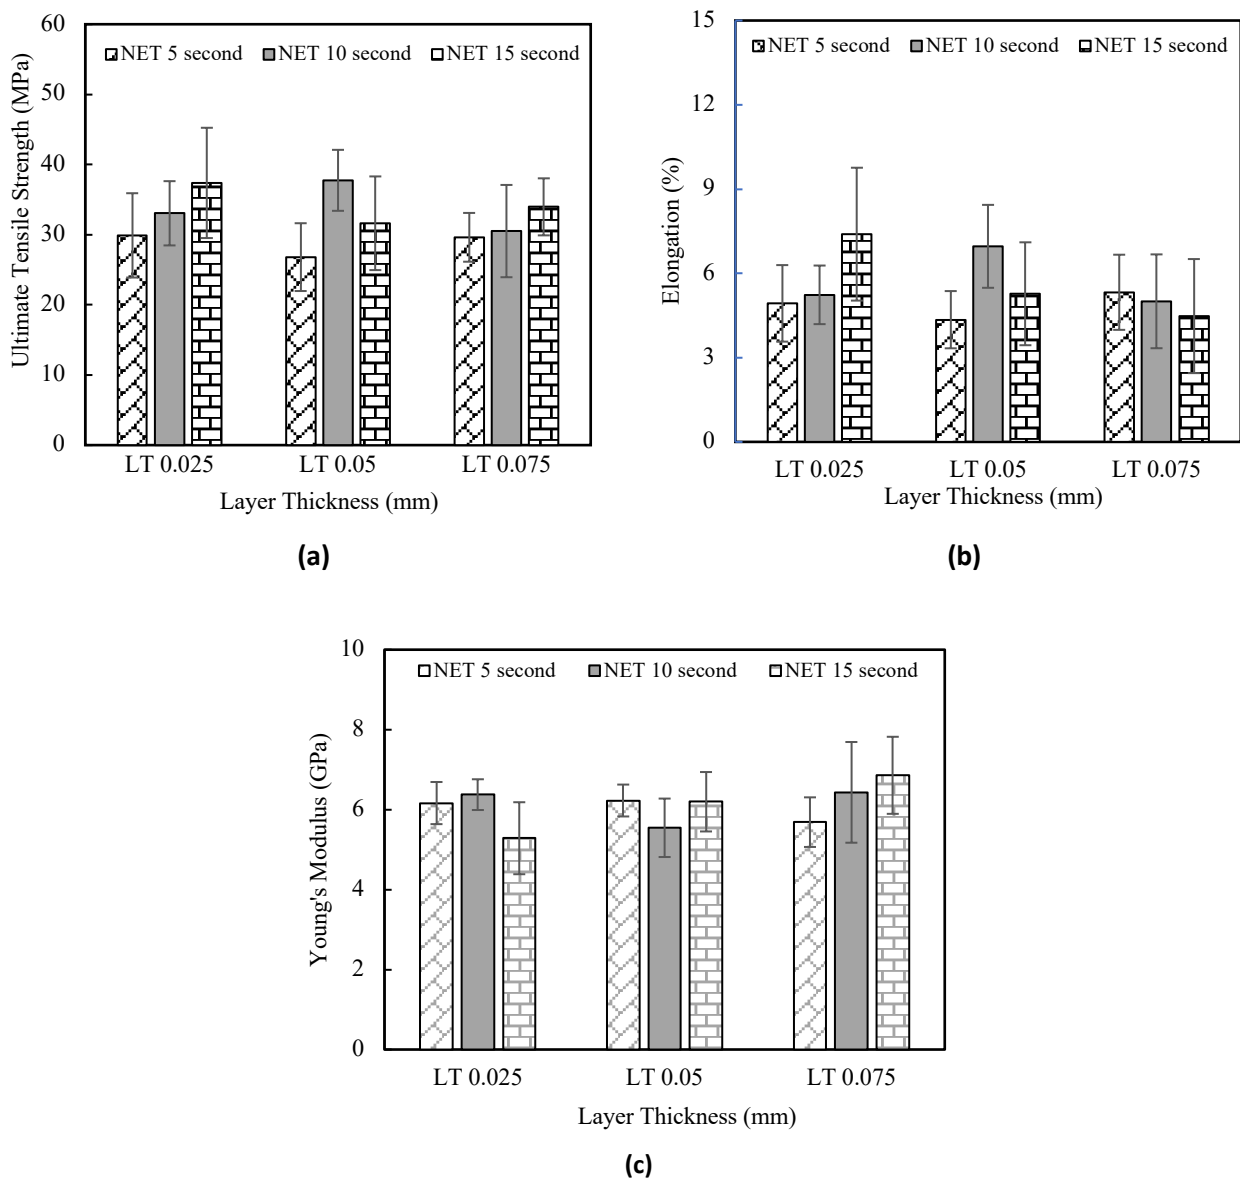 Ultimate Tensile Strength (MPa)
60
50
40
30
20
10
0
NET 5 second NET 10 second NET 15 second
LT 0.025 LT 0.05 LT 0.075
Layer Thickness (mm)
(a)
Elongation (%)
15
12
9
6
3
0
NET 5 second NET 10 second NET 15 second
LT 0.025 LT 0.05 LT 0.075
Layer Thickness (mm)
(b)
Young's Modulus (GPa)
10
8
6
4
2
0
NET 5 second NET 10 second NET 15 second
LT 0.025 LT 0.05 LT 0.075
Layer Thickness (mm)
(c)